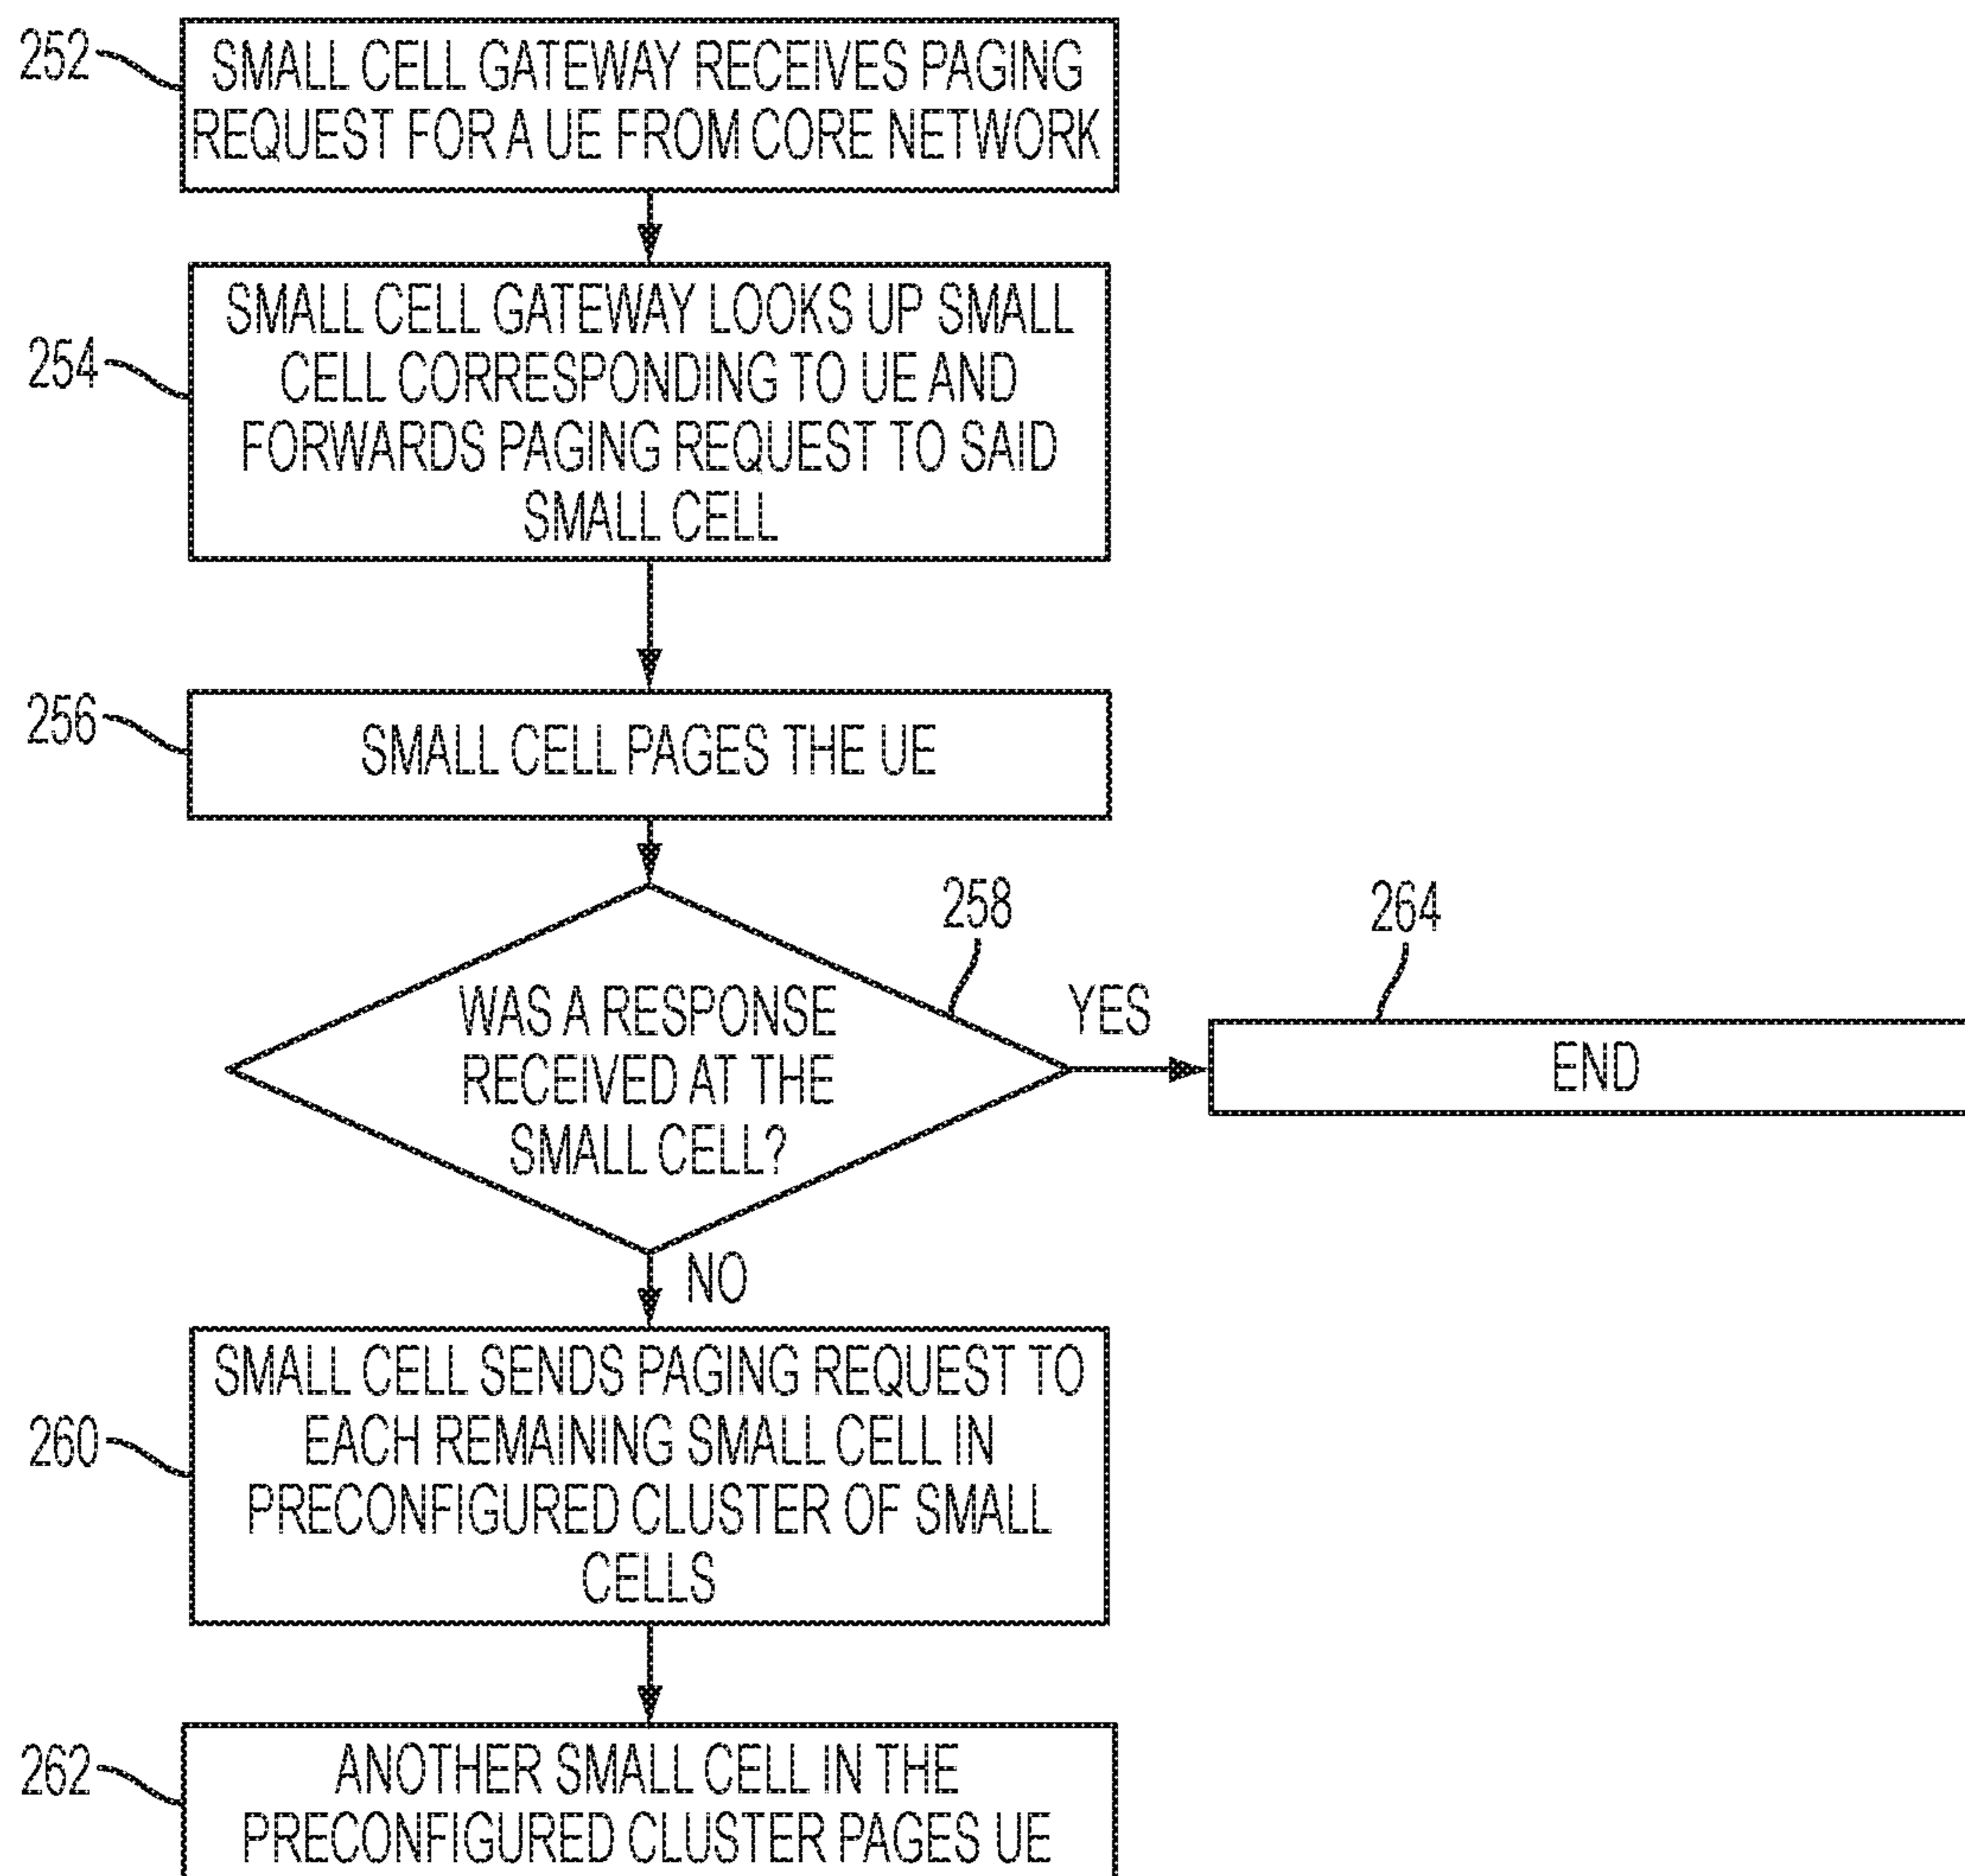 252
SMALL CELL GATEWAY RECEIVES PAGING
REQUEST FOR A UE FROM CORE NETWORK
254
SMALL CELL GATEWAY LOOKS UP SMALL
CELL CORRESPONDING TO UE AND
FORWARDS PAGING REQUEST TO SAID
SMALL CELL
256
SMALL CELL PAGES THE UE
258
264
WAS A RESPONSE
RECEIVED AT THE
SMALL CELL?
YES
END
NO
260
SMALL CELL SENDS PAGING REQUEST TO
EACH REMAINING SMALL CELL IN
PRECONFIGURED CLUSTER OF SMALL
CELLS
262
ANOTHER SMALL CELL IN THE
PRECONFIGURED CLUSTER PAGES UE